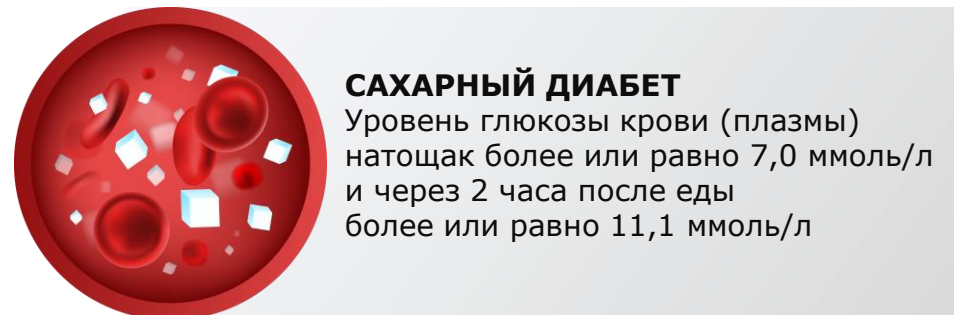 САХАРНЫЙ ДИАБЕТ
Уровень глюкозы крови (плазмы)
натощак более или равно 7,0 ммоль/л
и через 2 часа после еды
более или равно 11,1 ммоль/л